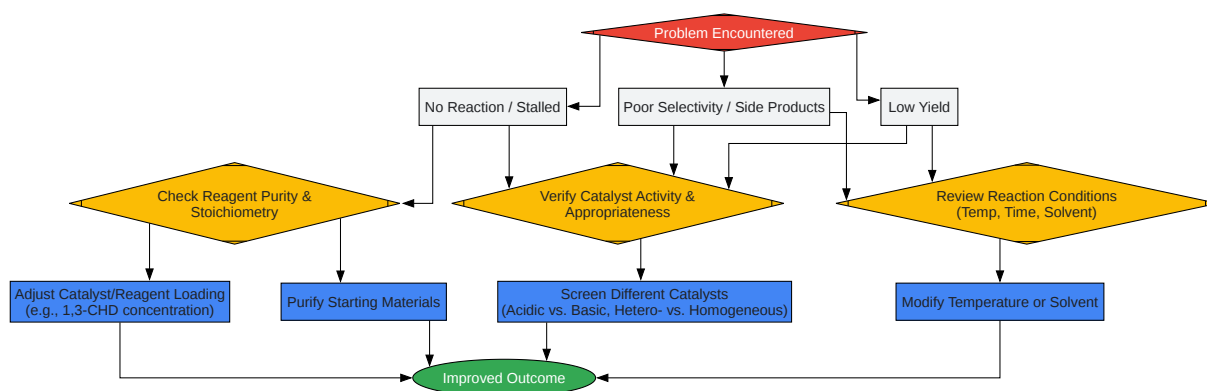 Problem Encountered
No Reaction / Stalled
Poor Selectivity / Side Products
Low Yield
Check Reagent Purity &
Stoichiometry
Verify Catalyst Activity &
Appropriateness
Review Reaction Conditions
(Temp, Time, Solvent)
Adjust Catalyst/Reagent Loading
(e.g., 1,3-CHD concentration)
Purify Starting Materials
Screen Different Catalysts
(Acidic vs. Basic, Hetero- vs. Homogeneous)
Modify Temperature or Solvent
Improved Outcome